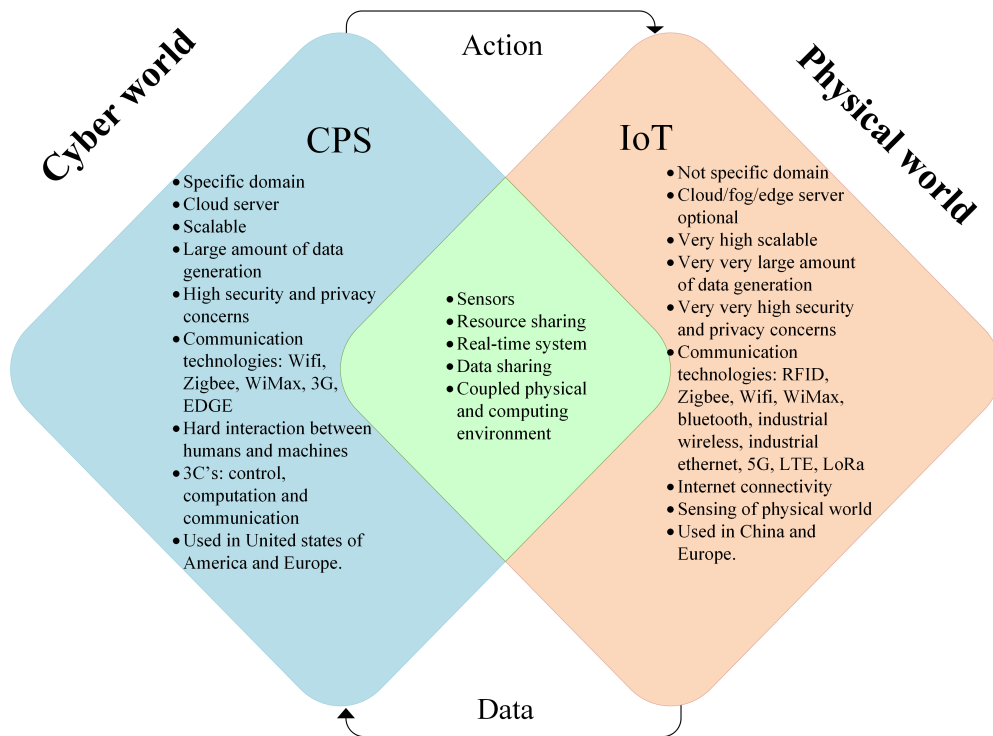 Action
Cyber world
Physical world
CPS
• Specific domain
• Cloud server
• Scalable
• Large amount of data
generation
• High security and privacy
concerns
• Communication
technologies: Wifi,
Zigbee, WiMax, 3G,
EDGE
• Hard interaction between
humans and machines
• 3C's: control,
computation and
communication
• Used in United states of
America and Europe.
• Sensors
• Resource sharing
• Real-time system
• Data sharing
• Coupled physical
and computing
environment
IoT
• Not specific domain
• Cloud/fog/edge server
optional
• Very high scalable
• Very very large amount
of data generation
• Very very high security
and privacy concerns
• Communication
technologies: RFID,
Zigbee, Wifi, WiMax,
bluetooth, industrial
wireless, industrial
ethernet, 5G, LTE, LoRa
• Internet connectivity
• Sensing of physical world
• Used in China and
Europe.
Data